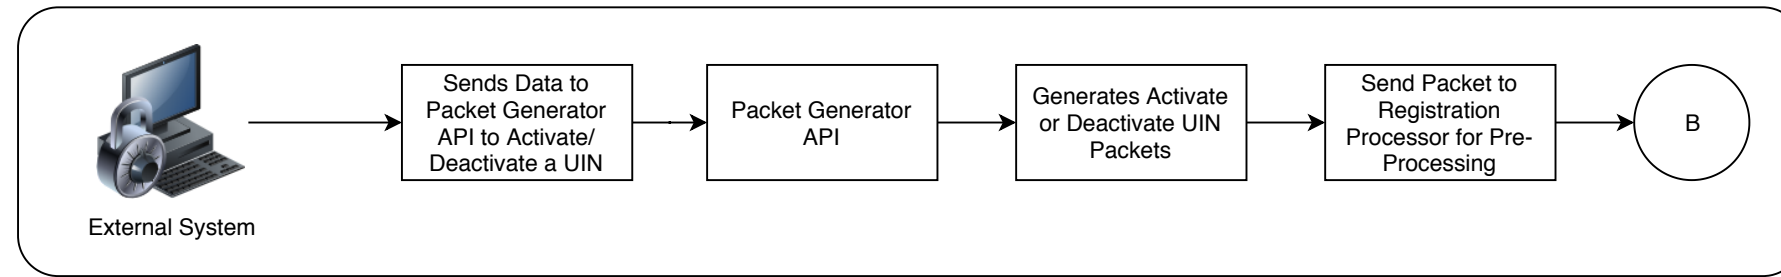 Sends Data to
Packet Generator
API to Activate/
Deactivate a UIN
Packet Generator
API
Generates Activate
or Deactivate UIN
Packets
Send Packet to
Registration
Processor for Pre-
Processing
B
External System